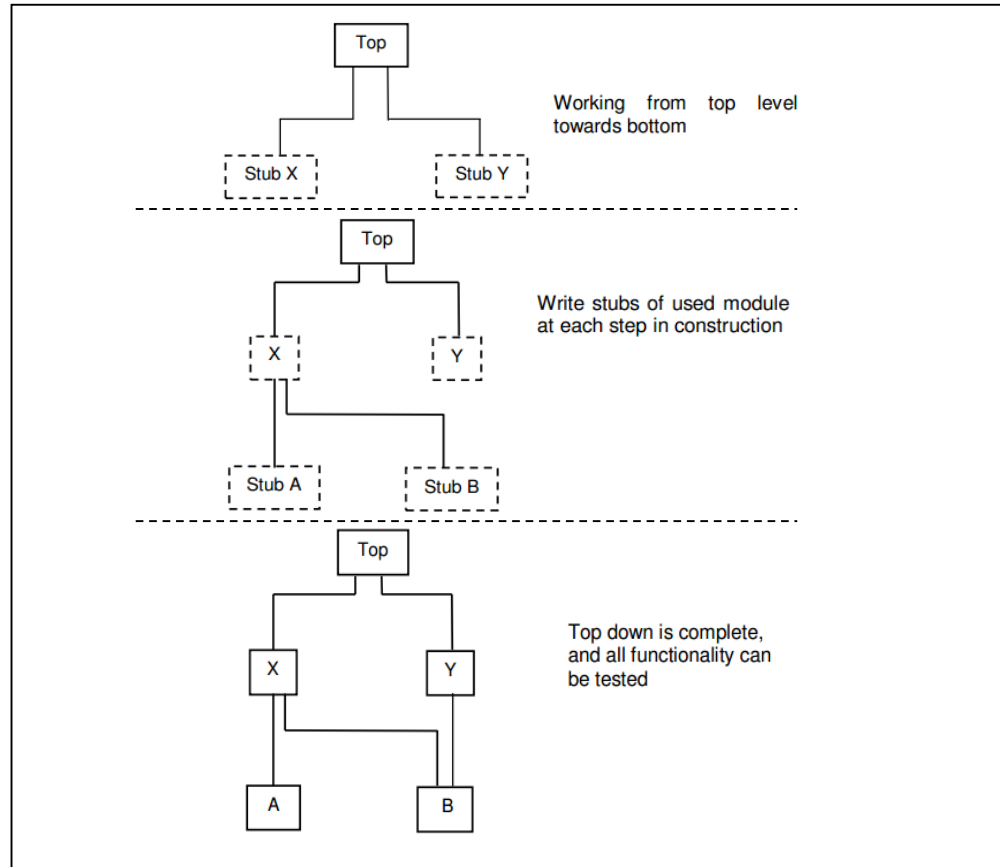 Top
Working from top level
towards bottom
Stub X
Stub Y
Top
Write stubs of used module
at each step in construction
X
Y
Stub A
Stub B
Top
Top down is complete,
and all functionality can
be tested
X
Y
A
B